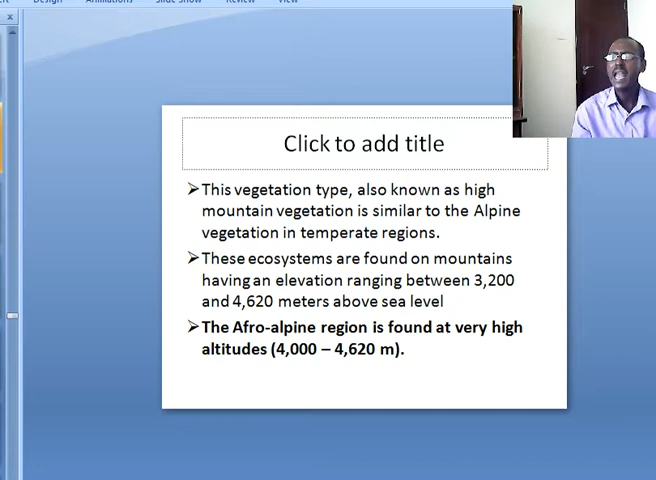 Design Animations Slide Show Review View
Click to add title
➢This vegetation type, also known as high
mountain vegetation is similar to the Alpine
vegetation in temperate regions.
➢These ecosystems are found on mountains
having an elevation ranging between 3,200
and 4,620 meters above sea level
➢The Afro-alpine region is found at very high
altitudes (4,000 – 4,620 m).